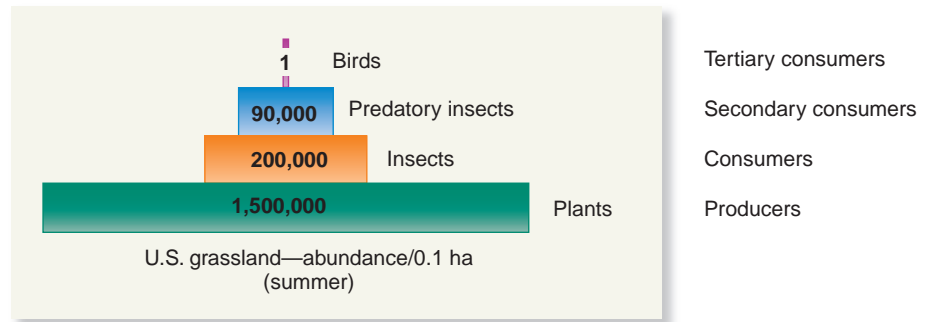 1 Birds Tertiary consumers
90,000 Predatory insects Secondary consumers
200,000 Insects Consumers
1,500,000 Plants Producers
U.S. grassland—abundance/0.1 ha
(summer)